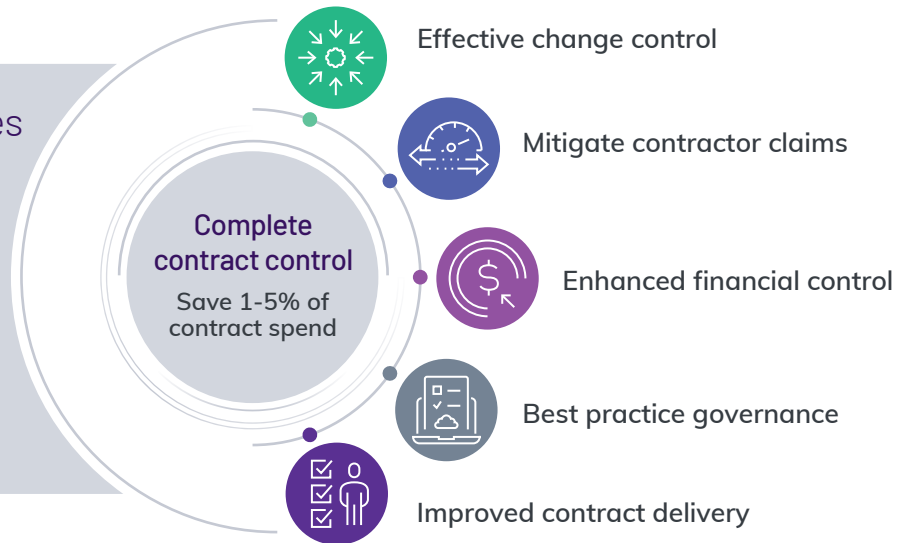 Effective change control
Mitigate contractor claims
Complete
contract control
Save 1-5% of
contract spend
Enhanced financial control
Best practice governance
Improved contract delivery